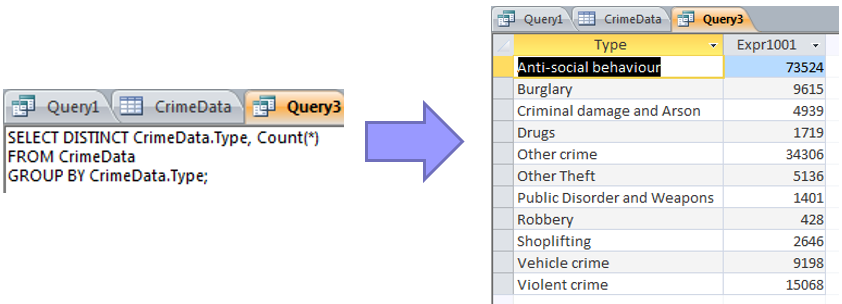 Query1 CrimeData Query3
SELECT DISTINCT CrimeData.Type, Count(*)
FROM CrimeData
GROUP BY CrimeData.Type;
Query1 CrimeData Query3
Type Expr1001
Anti-social behaviour 73524
Burglary 9615
Criminal damage and Arson 4939
Drugs 1719
Other crime 34306
Other Theft 5136
Public Disorder and Weapons 1401
Robbery 428
Shoplifting 2646
Vehicle crime 9198
Violent crime 15068